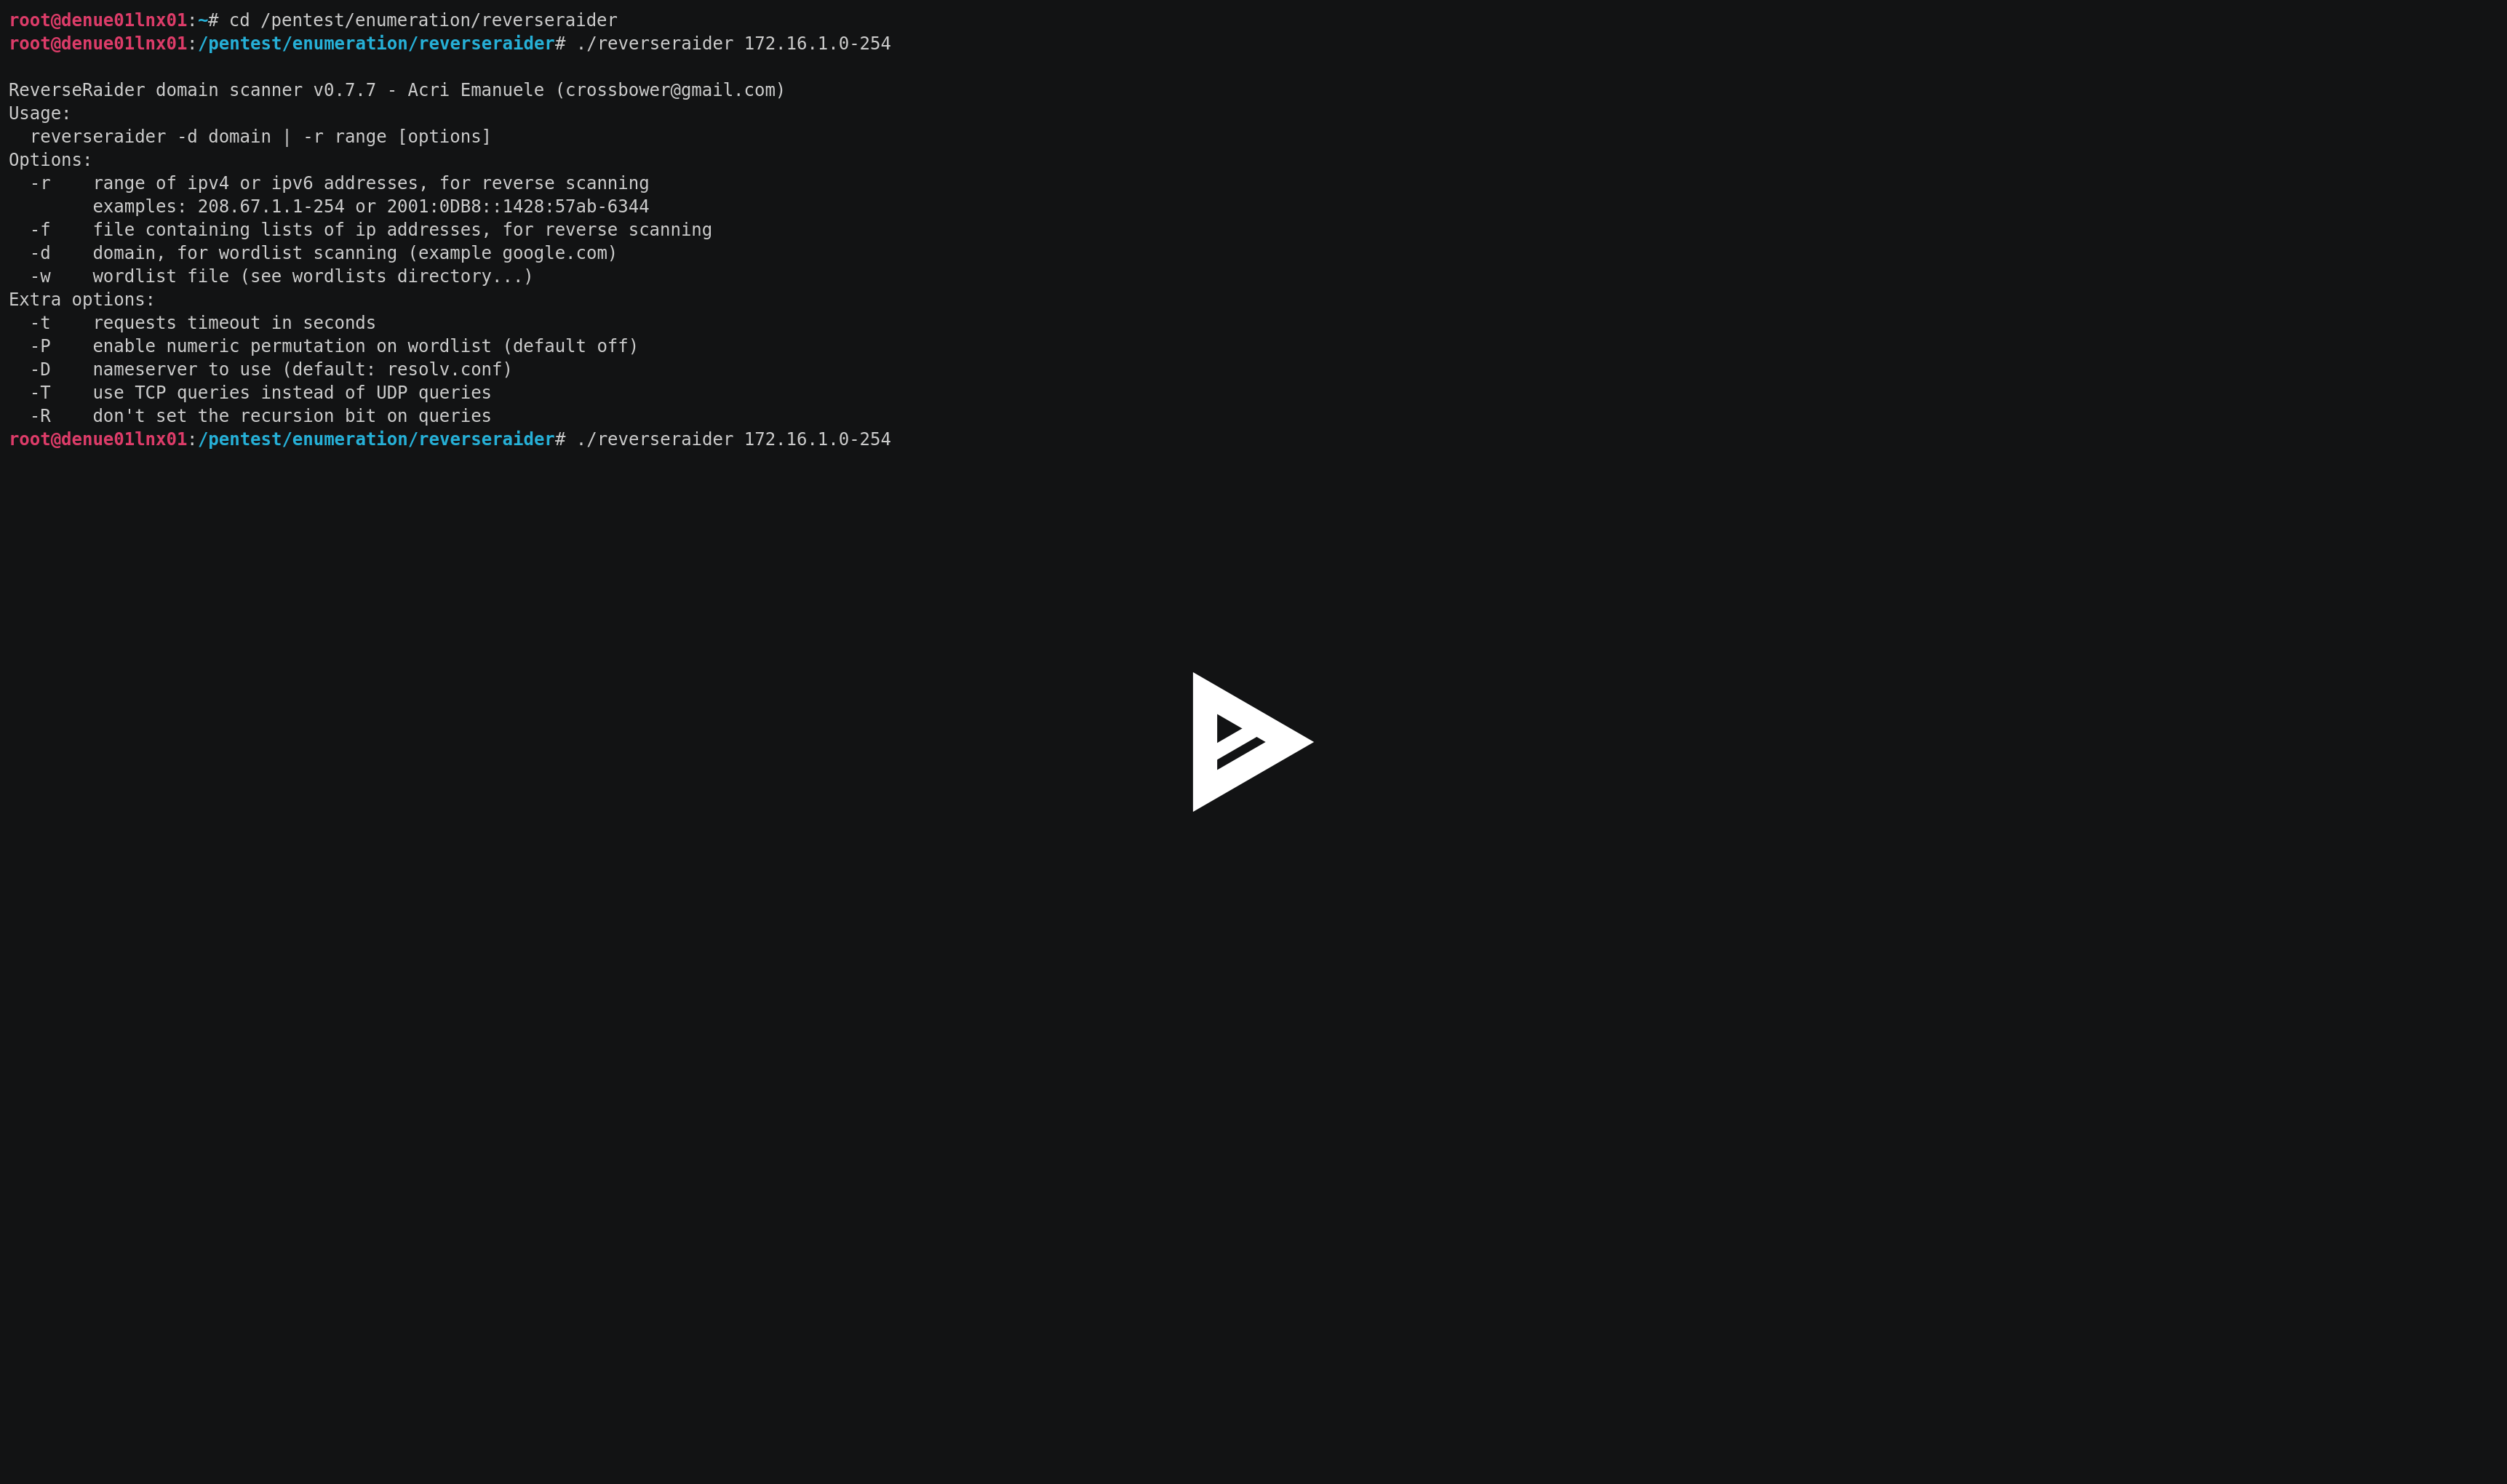 root@denue01lnx01:~# cd /pentest/enumeration/reverseraider
root@denue01lnx01:/pentest/enumeration/reverseraider# ./reverseraider 172.16.1.0-254

ReverseRaider domain scanner v0.7.7 - Acri Emanuele (crossbower@gmail.com)
Usage:
  reverseraider -d domain | -r range [options]
Options:
  -r    range of ipv4 or ipv6 addresses, for reverse scanning
        examples: 208.67.1.1-254 or 2001:0DB8::1428:57ab-6344
  -f    file containing lists of ip addresses, for reverse scanning
  -d    domain, for wordlist scanning (example google.com)
  -w    wordlist file (see wordlists directory...)
Extra options:
  -t    requests timeout in seconds
  -P    enable numeric permutation on wordlist (default off)
  -D    nameserver to use (default: resolv.conf)
  -T    use TCP queries instead of UDP queries
  -R    don't set the recursion bit on queries
root@denue01lnx01:/pentest/enumeration/reverseraider# ./reverseraider 172.16.1.0-254